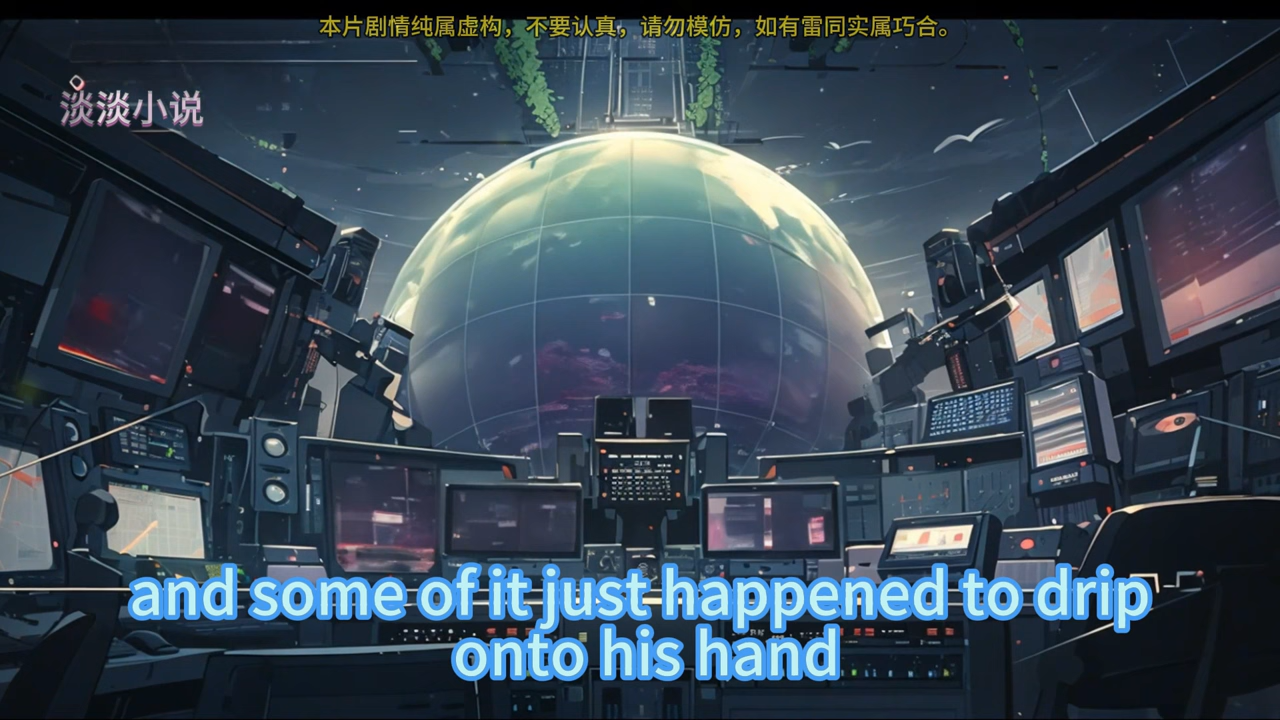 本片剧情纯属虚构，不要认真，请勿模仿，如有雷同实属巧合。
淡淡小说
and some of it just happened to drip
onto his hand